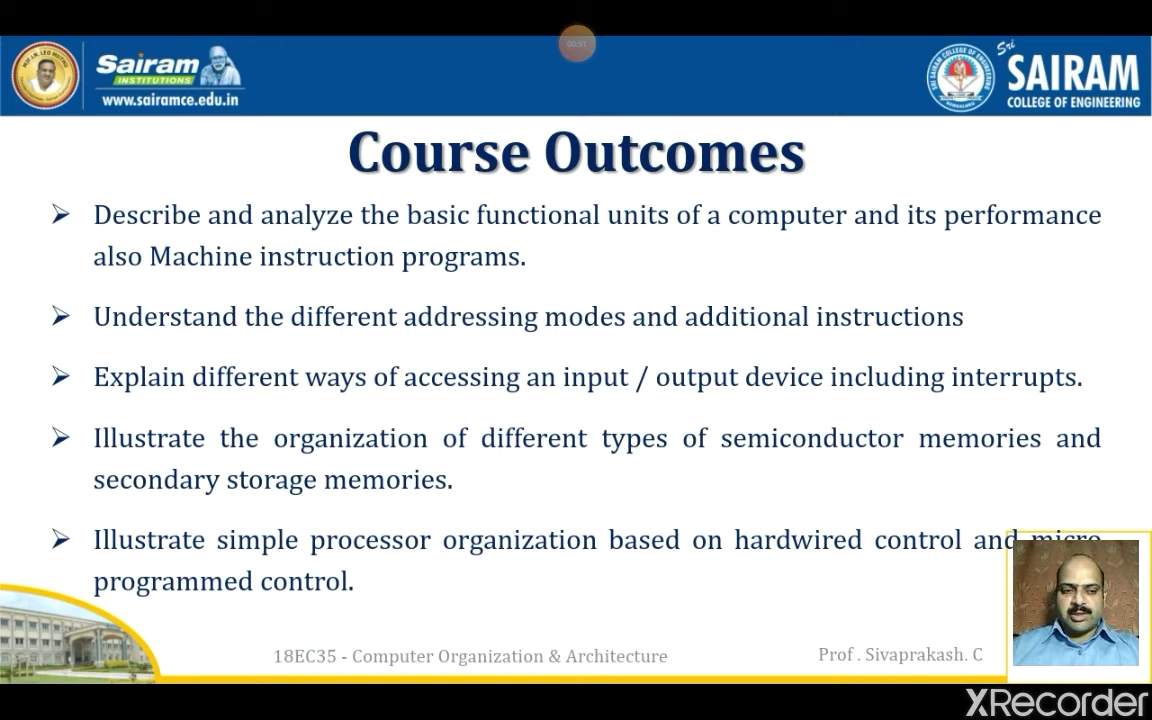 00:51
Sairam
INSTITUTIONS
www.sairamce.edu.in
Sri
SAIRAM
COLLEGE OF ENGINEERING
Course Outcomes
Describe and analyze the basic functional units of a computer and its performance
also Machine instruction programs.
Understand the different addressing modes and additional instructions
Explain different ways of accessing an input / output device including interrupts.
Illustrate the organization of different types of semiconductor memories and
secondary storage memories.
Illustrate simple processor organization based on hardwired control and micro
programmed control.
18EC35 - Computer Organization & Architecture
Prof . Sivaprakash. C
XRecorder